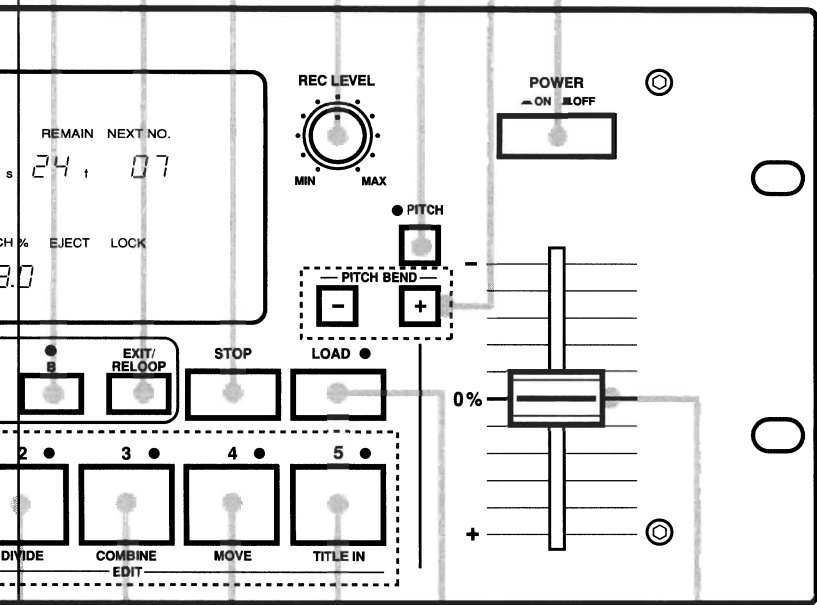 REC LEVEL
POWER
ON OFF
REMAIN NEXT NO.
s 24 t 07
MIN MAX
PITCH
% EJECT LOCK
.0
PITCH BEND
-
- +
B
EXIT/
RELOOP
STOP
LOAD
0%
2 3 4 5
+
DIVIDE COMBINE MOVE TITLE IN
EDIT